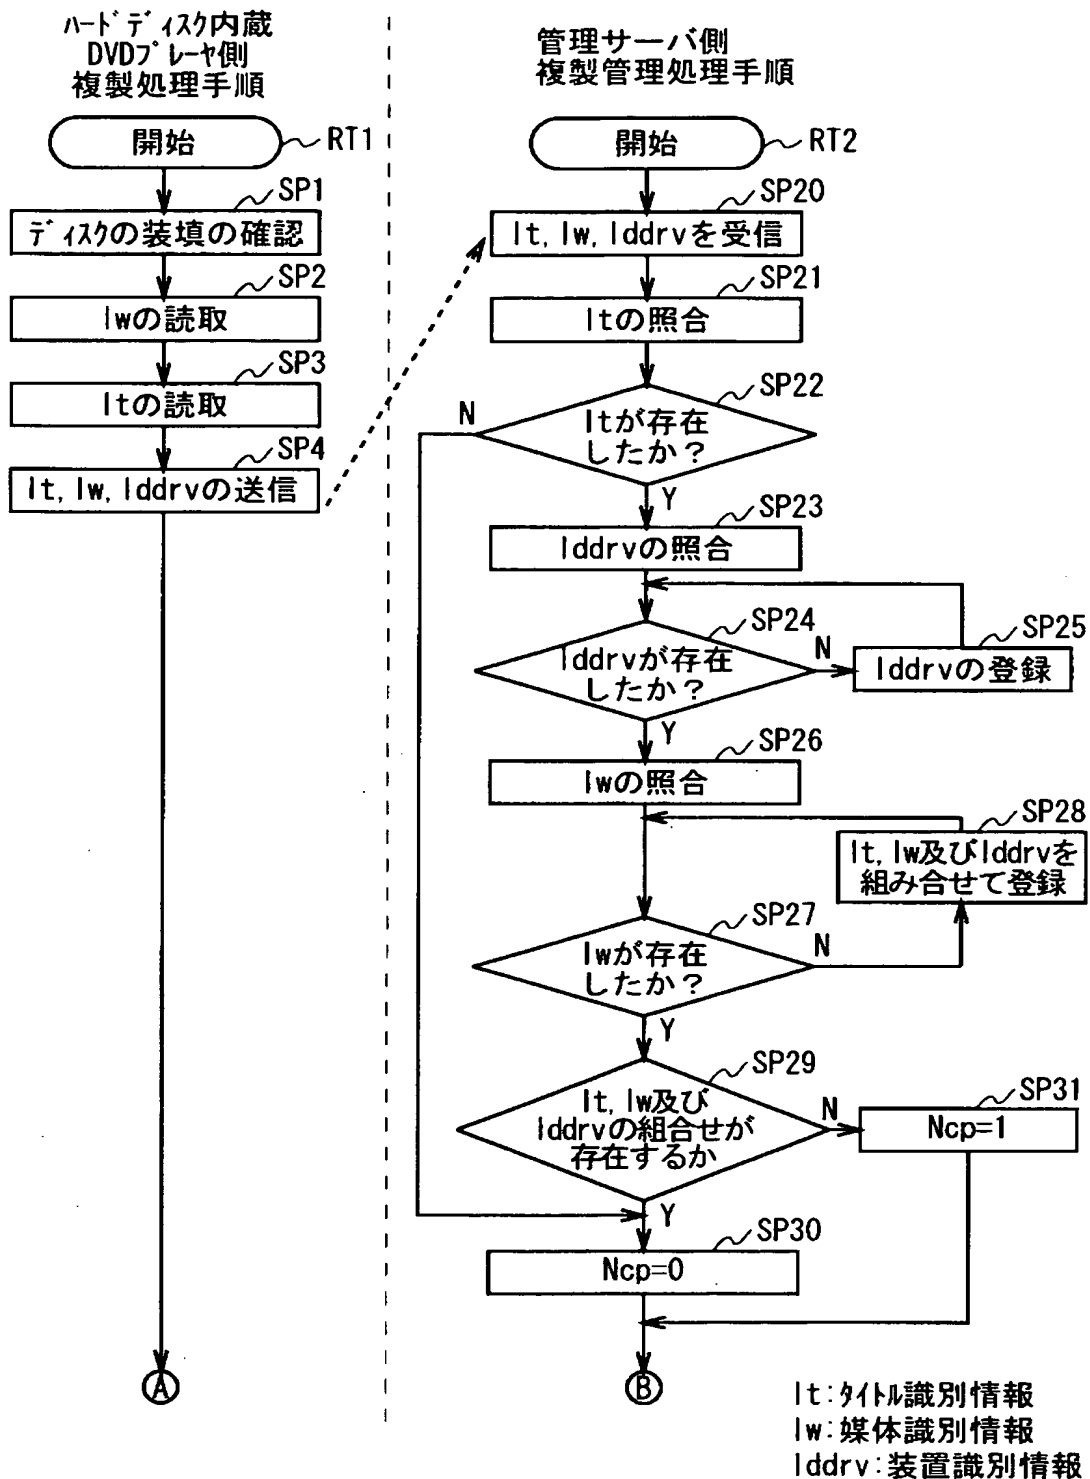 ハードディスク内蔵
DVDプレーヤ側
複製処理手順
開始
RT1
SP1
ディスクの装填の確認
SP2
Iwの読取
SP3
Itの読取
SP4
It, Iw, Iddrvの送信
A
管理サーバ側
複製管理処理手順
開始
RT2
SP20
It, Iw, Iddrvを受信
SP21
Itの照合
SP22
Itが存在
したか？
N
Y
SP23
Iddrvの照合
SP24
Iddrvが存在
したか？
N
Y
SP25
Iddrvの登録
SP26
Iwの照合
SP28
It, Iw及びIddrvを
組み合せて登録
SP27
Iwが存在
したか？
N
Y
SP29
It, Iw及び
Iddrvの組合せが
存在するか
N
Y
SP31
Ncp=1
SP30
Ncp=0
B
It:タイトル識別情報
Iw:媒体識別情報
Iddrv:装置識別情報